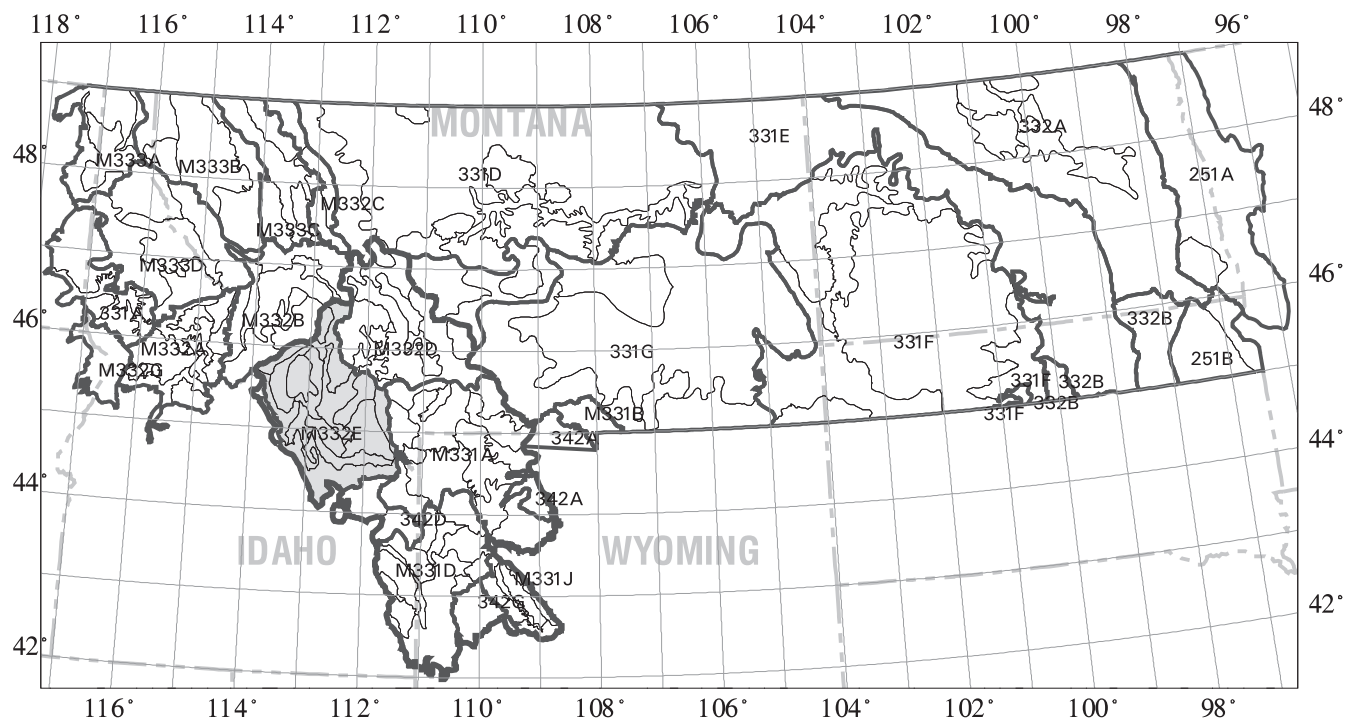 118° 116° 114° 112° 110° 108° 106° 104° 102° 100° 98° 96°
MONTANA
48°
331E
332A
48°
M333A
M333B
331D
251A
M332C
M333C
M333D
46°
331A
46°
M332B
332B
M332A
M332D
331G
331F
251B
M332G
331F
332B
M331B
331F
332B
M332E
342A
44°
M331A
44°
342A
342D
IDAHO
WYOMING
M331D
M331J
342G
42°
42°
116° 114° 112° 110° 108° 106° 104° 102° 100° 98°